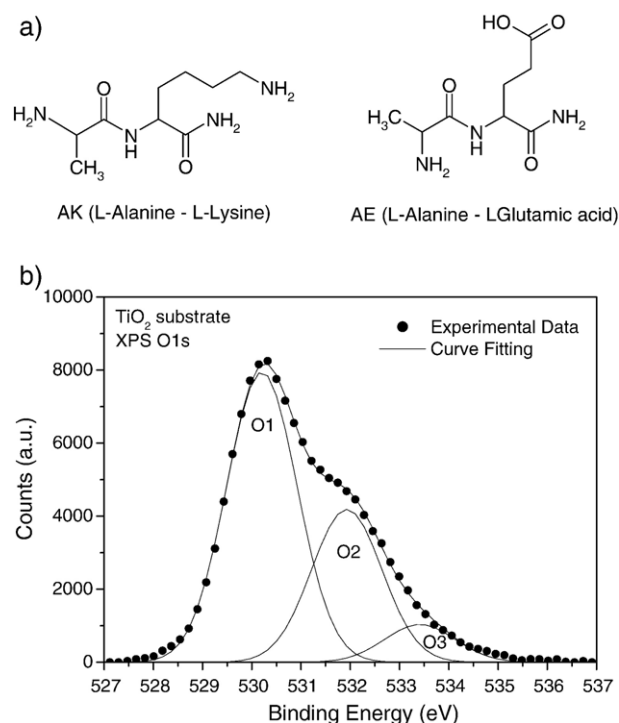 a)
H₂N
O
CH₃
N
H
O
NH₂
NH₂
AK (L-Alanine - L-Lysine)
HO
O
H₃C
O
NH₂
N
H
O
NH₂
AE (L-Alanine - LGlutamic acid)
b)
TiO₂ substrate
XPS O1s
Experimental Data
Curve Fitting
O1
O2
O3
Counts (a.u.)
10000
8000
6000
4000
2000
0
527 528 529 530 531 532 533 534 535 536 537
Binding Energy (eV)